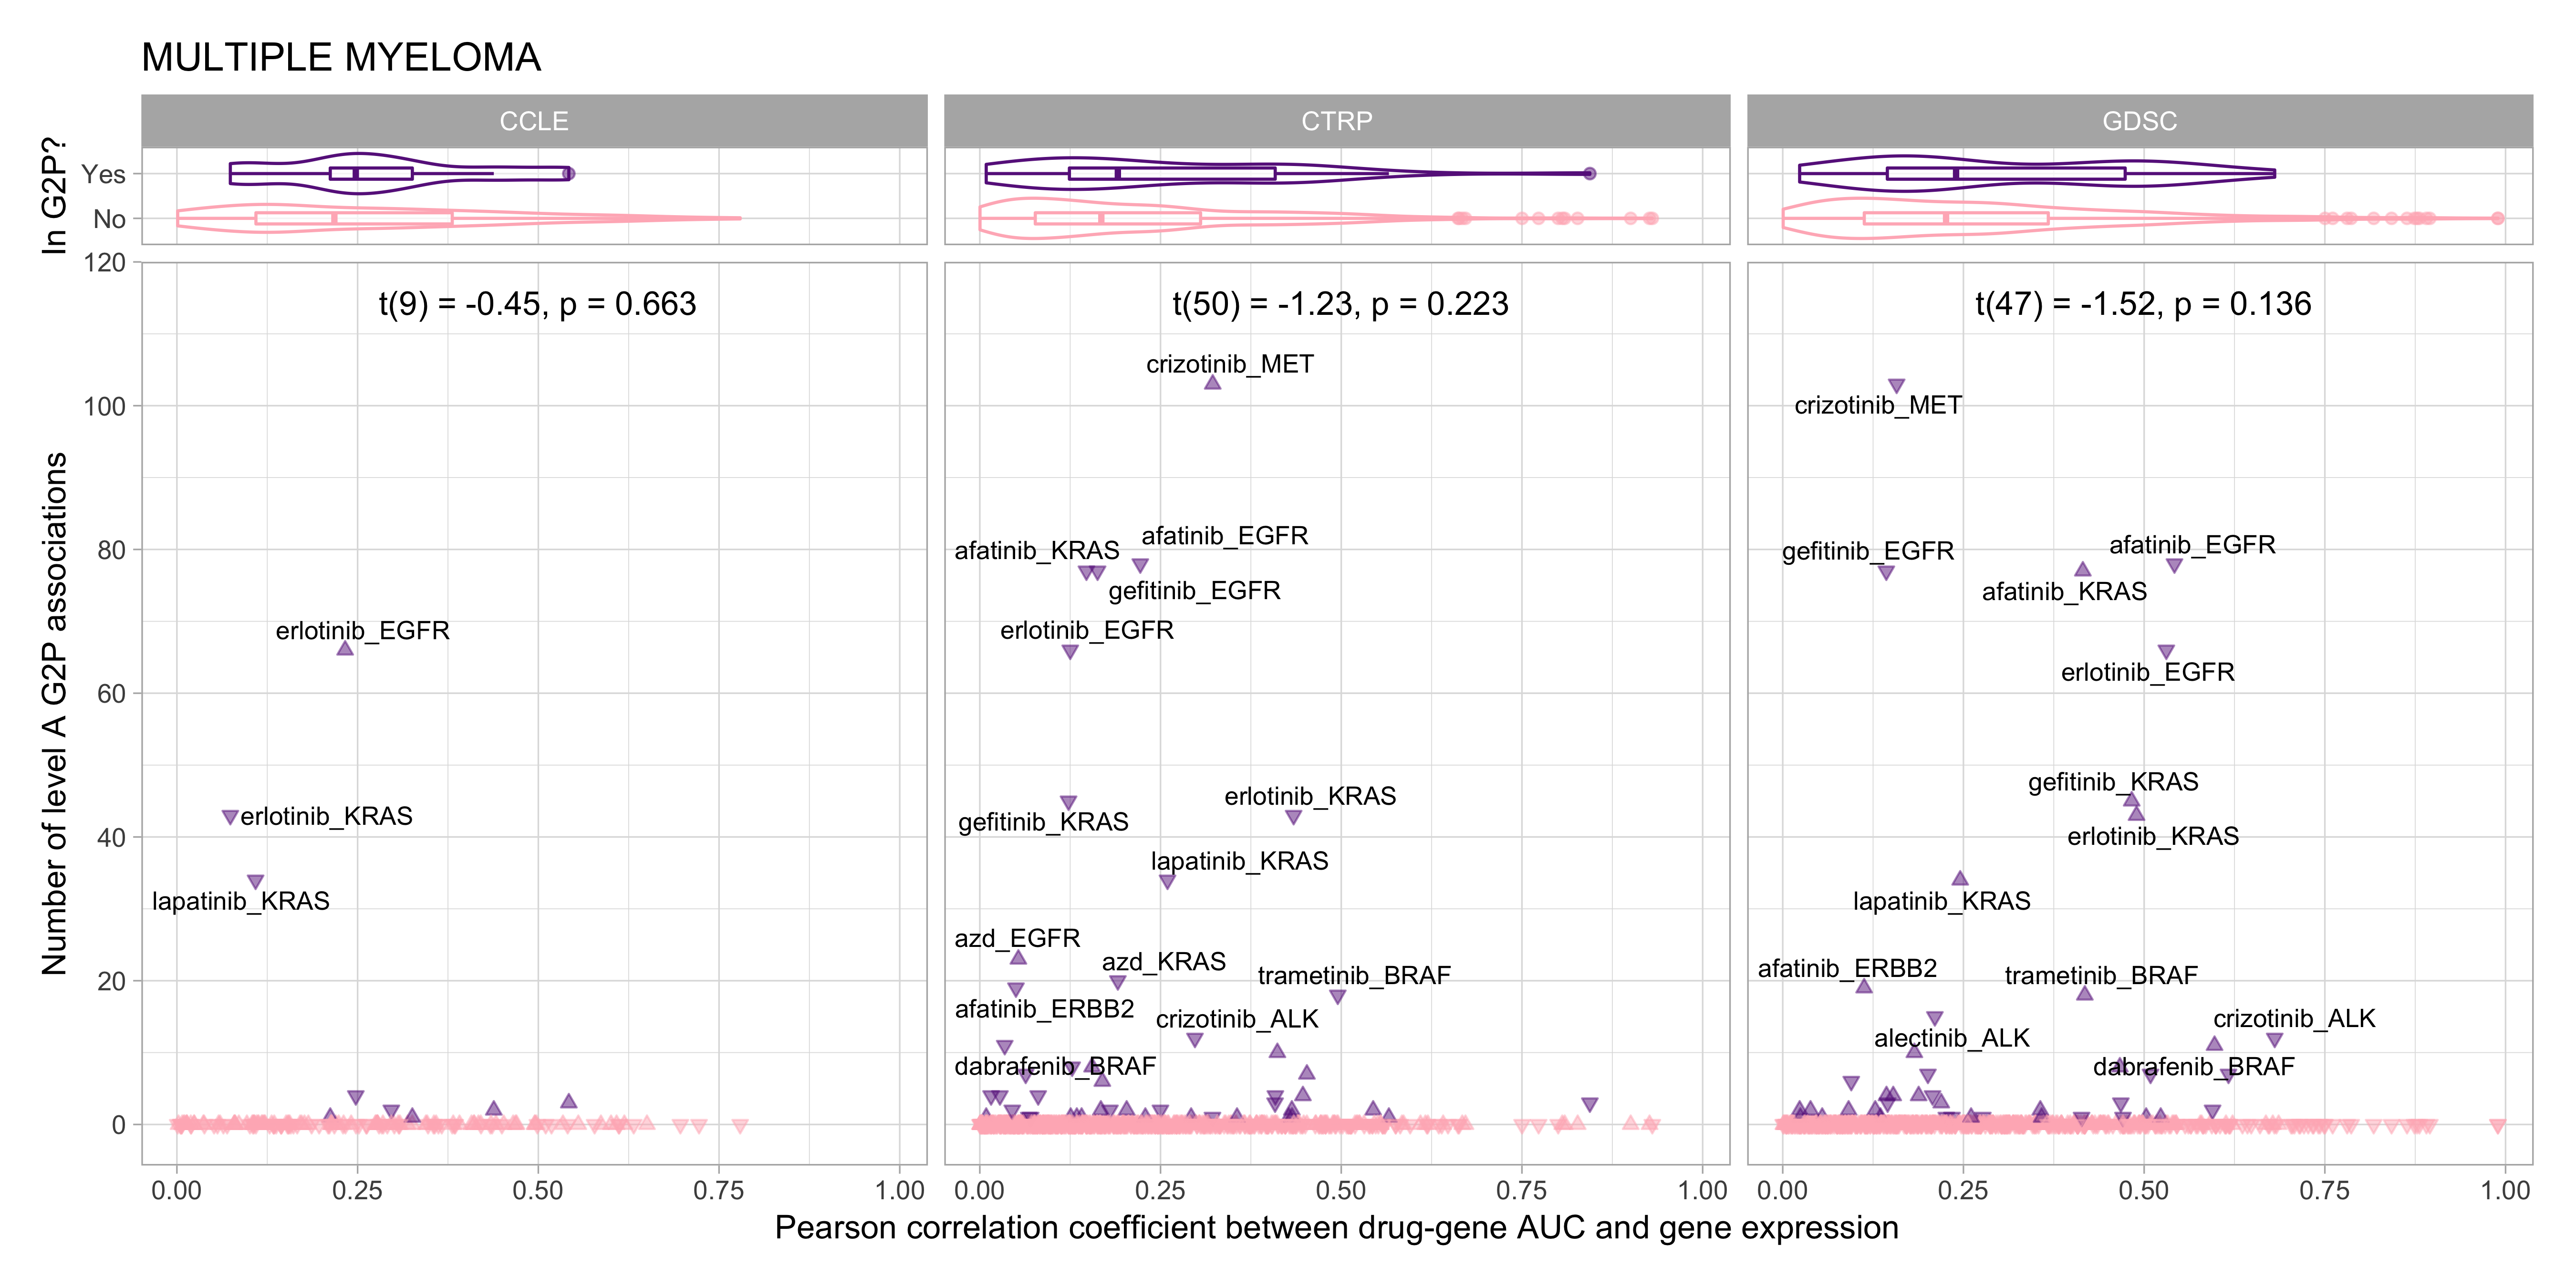 MULTIPLE MYELOMA
CCLE
CTRP
GDSC
In G2P?
Yes
No
Number of level A G2P associations
120
100
80
60
40
20
0
t(9) = -0.45, p = 0.663
erlotinib_EGFR
erlotinib_KRAS
lapatinib_KRAS
t(50) = -1.23, p = 0.223
crizotinib_MET
afatinib_EGFR
afatinib_KRAS
gefitinib_EGFR
erlotinib_EGFR
erlotinib_KRAS
gefitinib_KRAS
lapatinib_KRAS
azd_EGFR
azd_KRAS
trametinib_BRAF
afatinib_ERBB2
crizotinib_ALK
dabrafenib_BRAF
t(47) = -1.52, p = 0.136
crizotinib_MET
gefitinib_EGFR
afatinib_EGFR
afatinib_KRAS
erlotinib_EGFR
gefitinib_KRAS
erlotinib_KRAS
lapatinib_KRAS
afatinib_ERBB2
trametinib_BRAF
crizotinib_ALK
alectinib_ALK
dabrafenib_BRAF
0.00 0.25 0.50 0.75 1.00
0.00 0.25 0.50 0.75 1.00
0.00 0.25 0.50 0.75 1.00
Pearson correlation coefficient between drug-gene AUC and gene expression